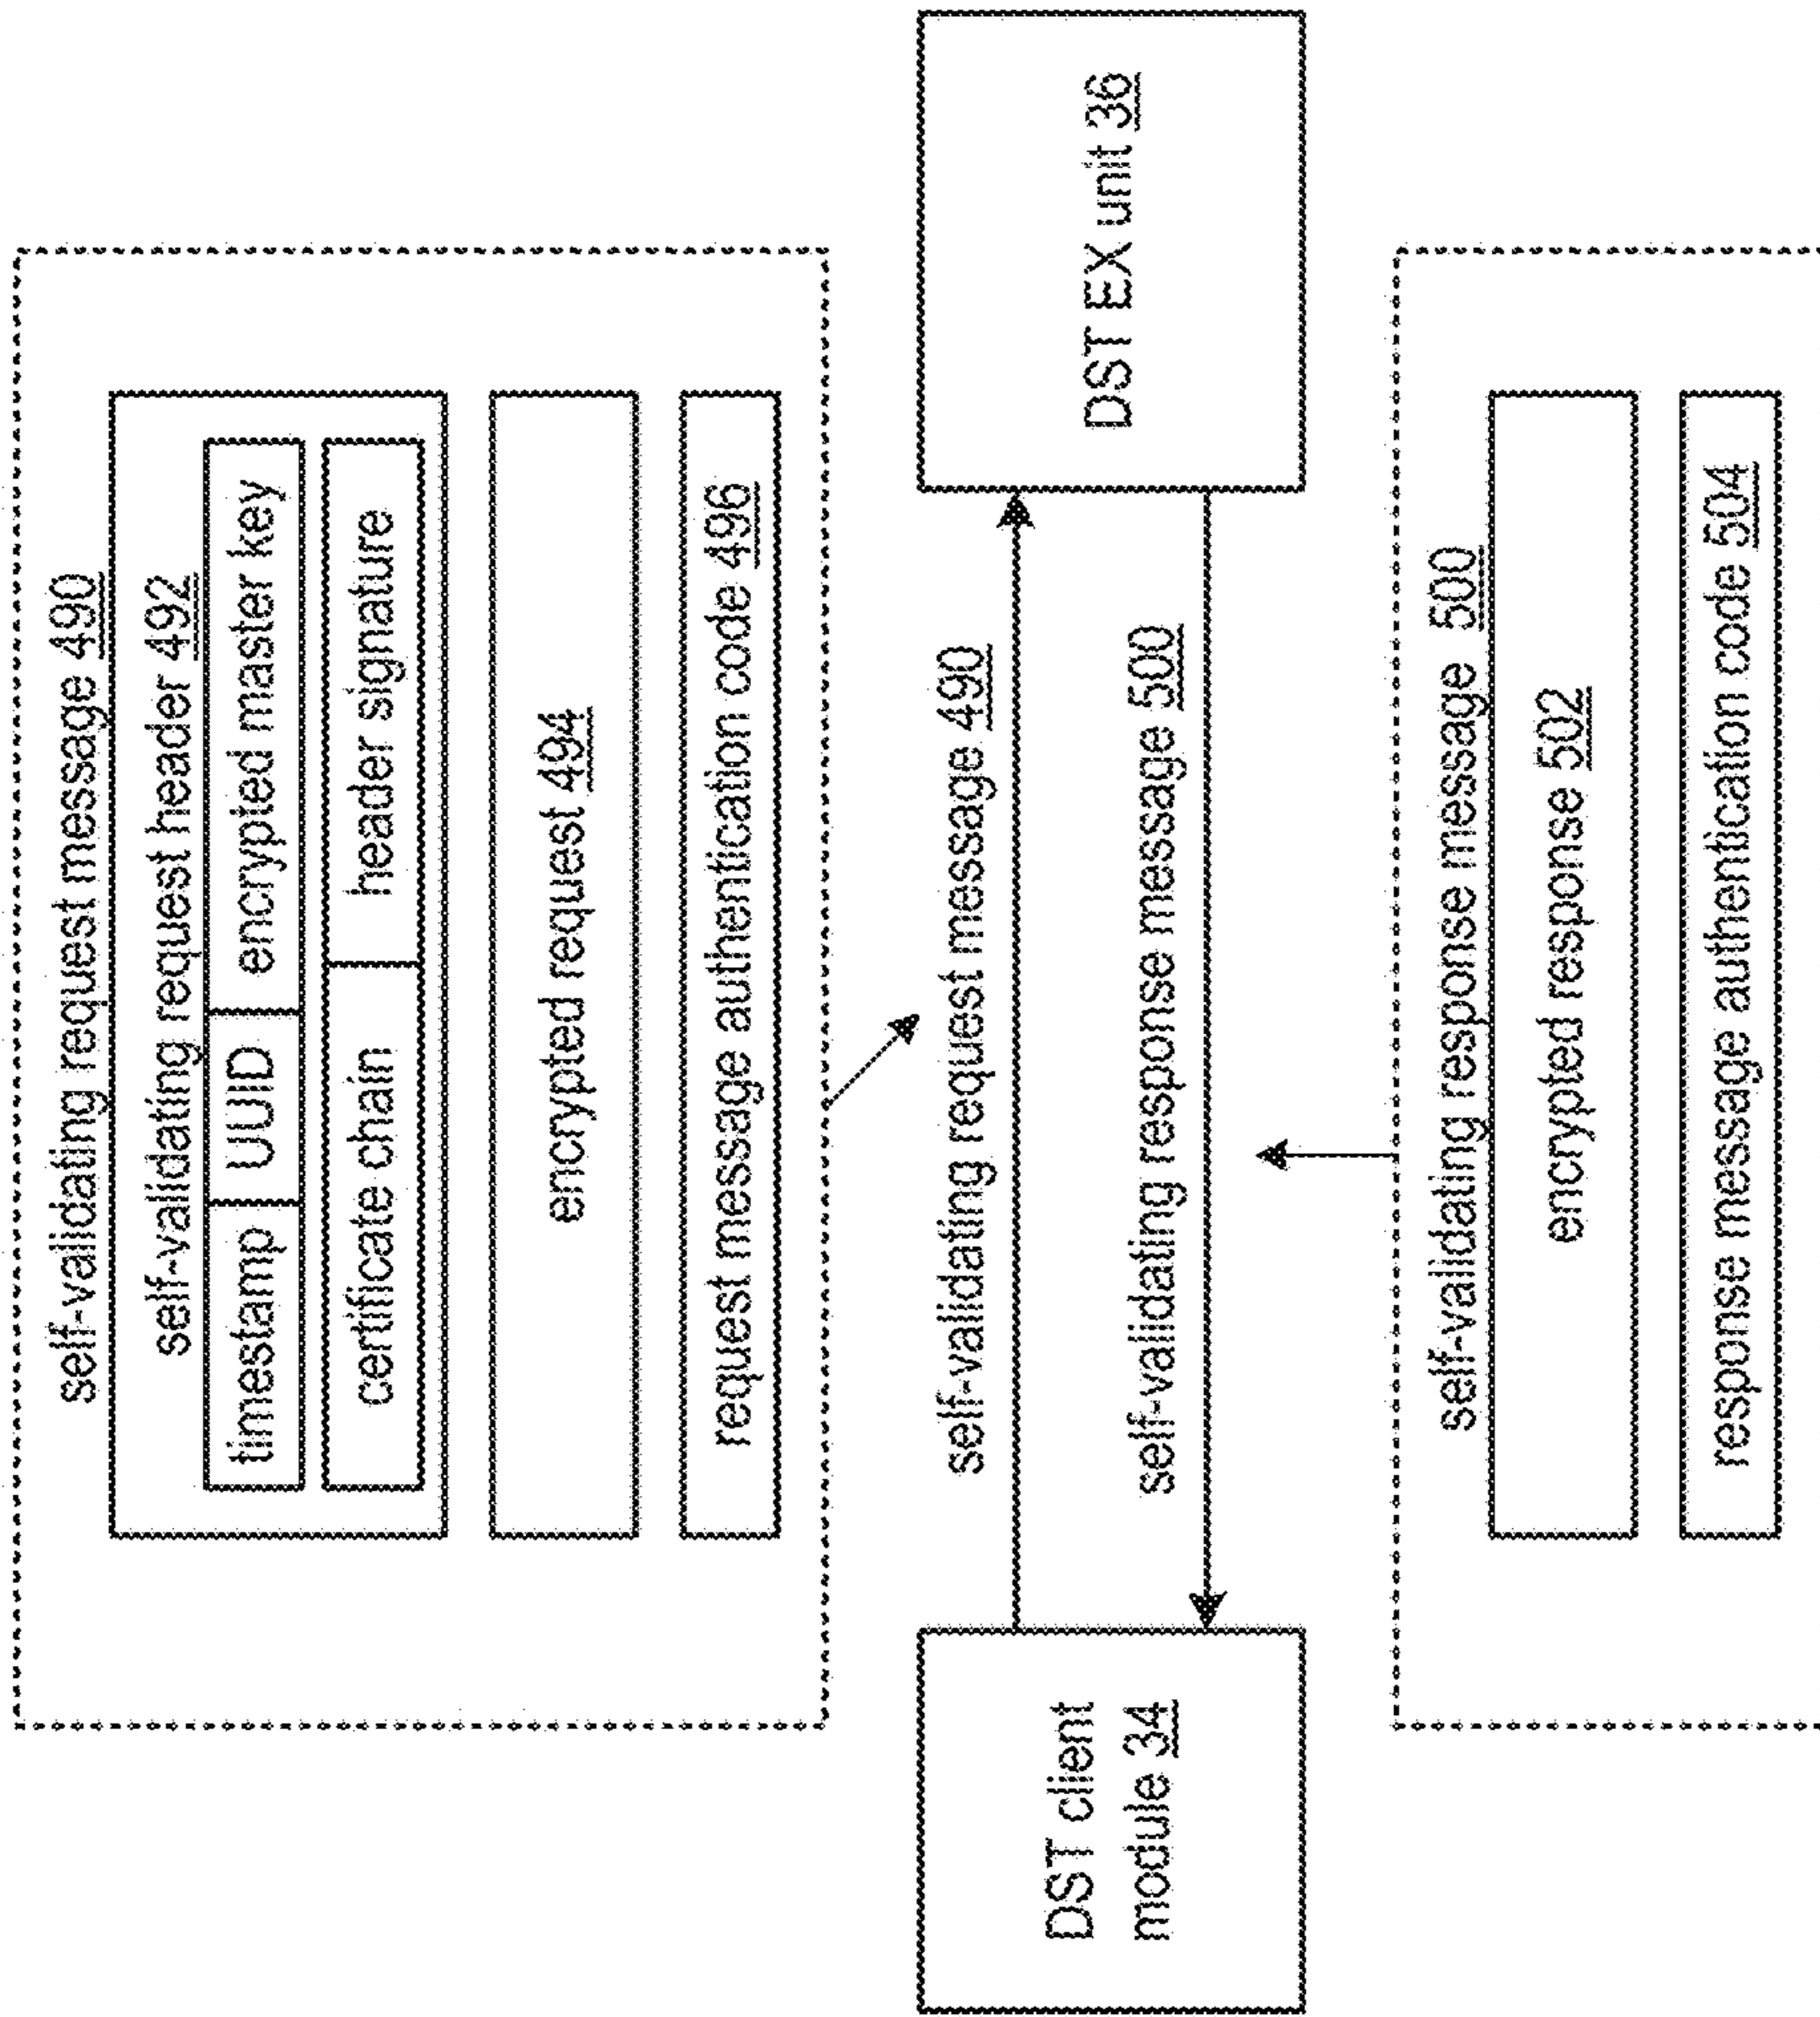 self-validating request message 490
self-validating request header 492
timestamp
UUID
encrypted master key
certificate chain
header signature
encrypted request 494
request message authentication code 496
DST client
module 34
self-validating request message 490
self-validating response message 500
DST EX unit 36
self-validating response message 500
encrypted response 502
response message authentication code 504